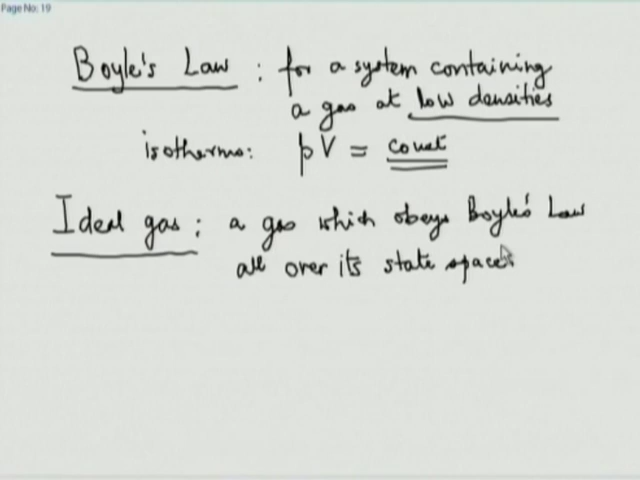 Page No: 19
Boyle's Law : for a system containing
a gas at low densities
isotherms: pV = const
Ideal gas : a gas which obeys Boyle's Law
all over its state space.